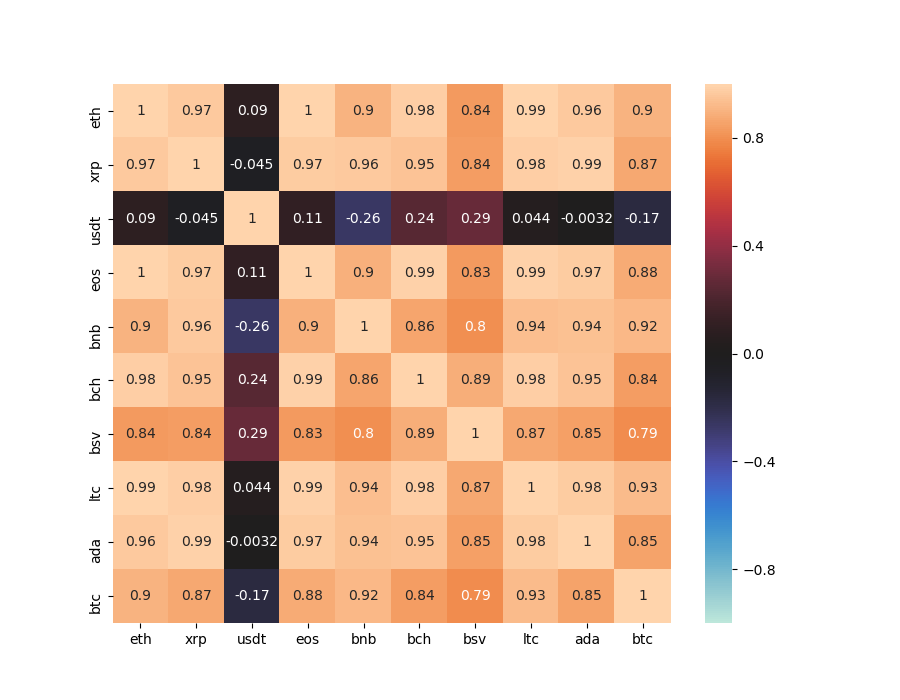 eth 1 0.97 0.09 1 0.9 0.98 0.84 0.99 0.96 0.9
xrp 0.97 1 -0.045 0.97 0.96 0.95 0.84 0.98 0.99 0.87
usdt 0.09 -0.045 1 0.11 -0.26 0.24 0.29 0.044 -0.0032 -0.17
eos 1 0.97 0.11 1 0.9 0.99 0.83 0.99 0.97 0.88
bnb 0.9 0.96 -0.26 0.9 1 0.86 0.8 0.94 0.94 0.92
bch 0.98 0.95 0.24 0.99 0.86 1 0.89 0.98 0.95 0.84
bsv 0.84 0.84 0.29 0.83 0.8 0.89 1 0.87 0.85 0.79
ltc 0.99 0.98 0.044 0.99 0.94 0.98 0.87 1 0.98 0.93
ada 0.96 0.99 -0.0032 0.97 0.94 0.95 0.85 0.98 1 0.85
btc 0.9 0.87 -0.17 0.88 0.92 0.84 0.79 0.93 0.85 1
eth xrp usdt eos bnb bch bsv ltc ada btc
0.8
0.4
0.0
−0.4
−0.8